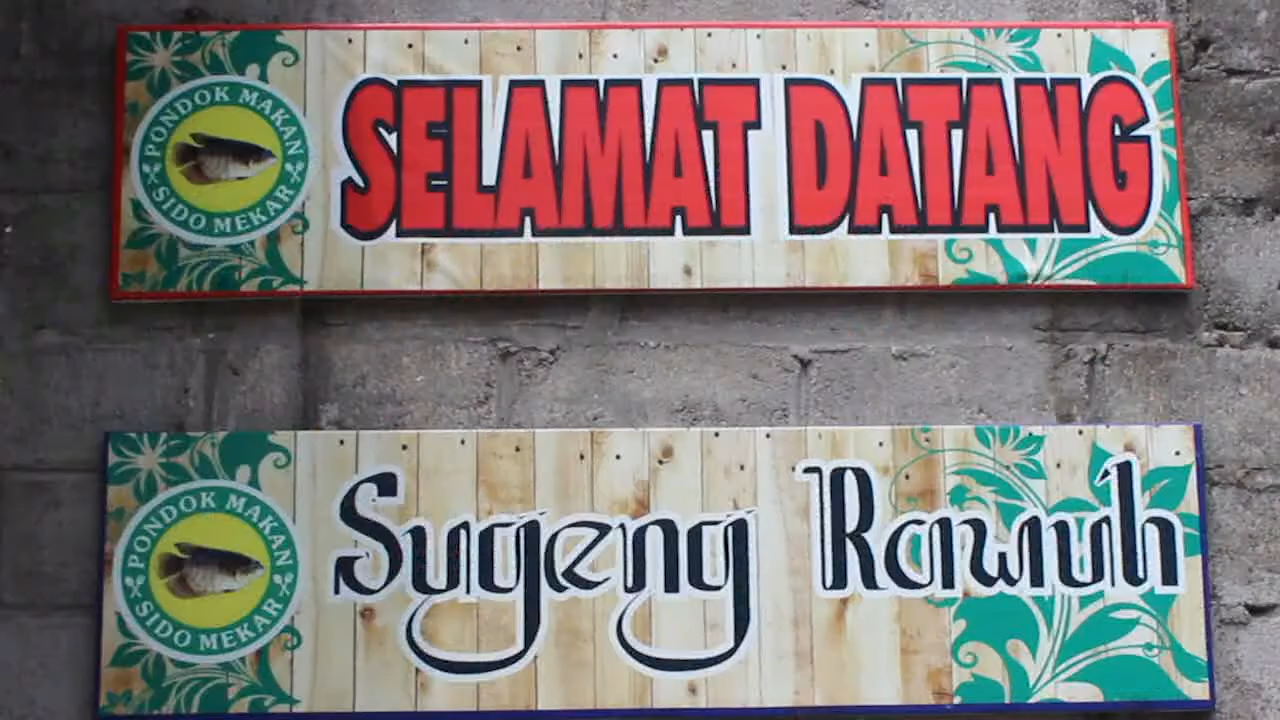 PONDOK MAKAN
SIDO MEKAR
SELAMAT DATANG
PONDOK MAKAN
SIDO MEKAR
Sugeng Rawuh